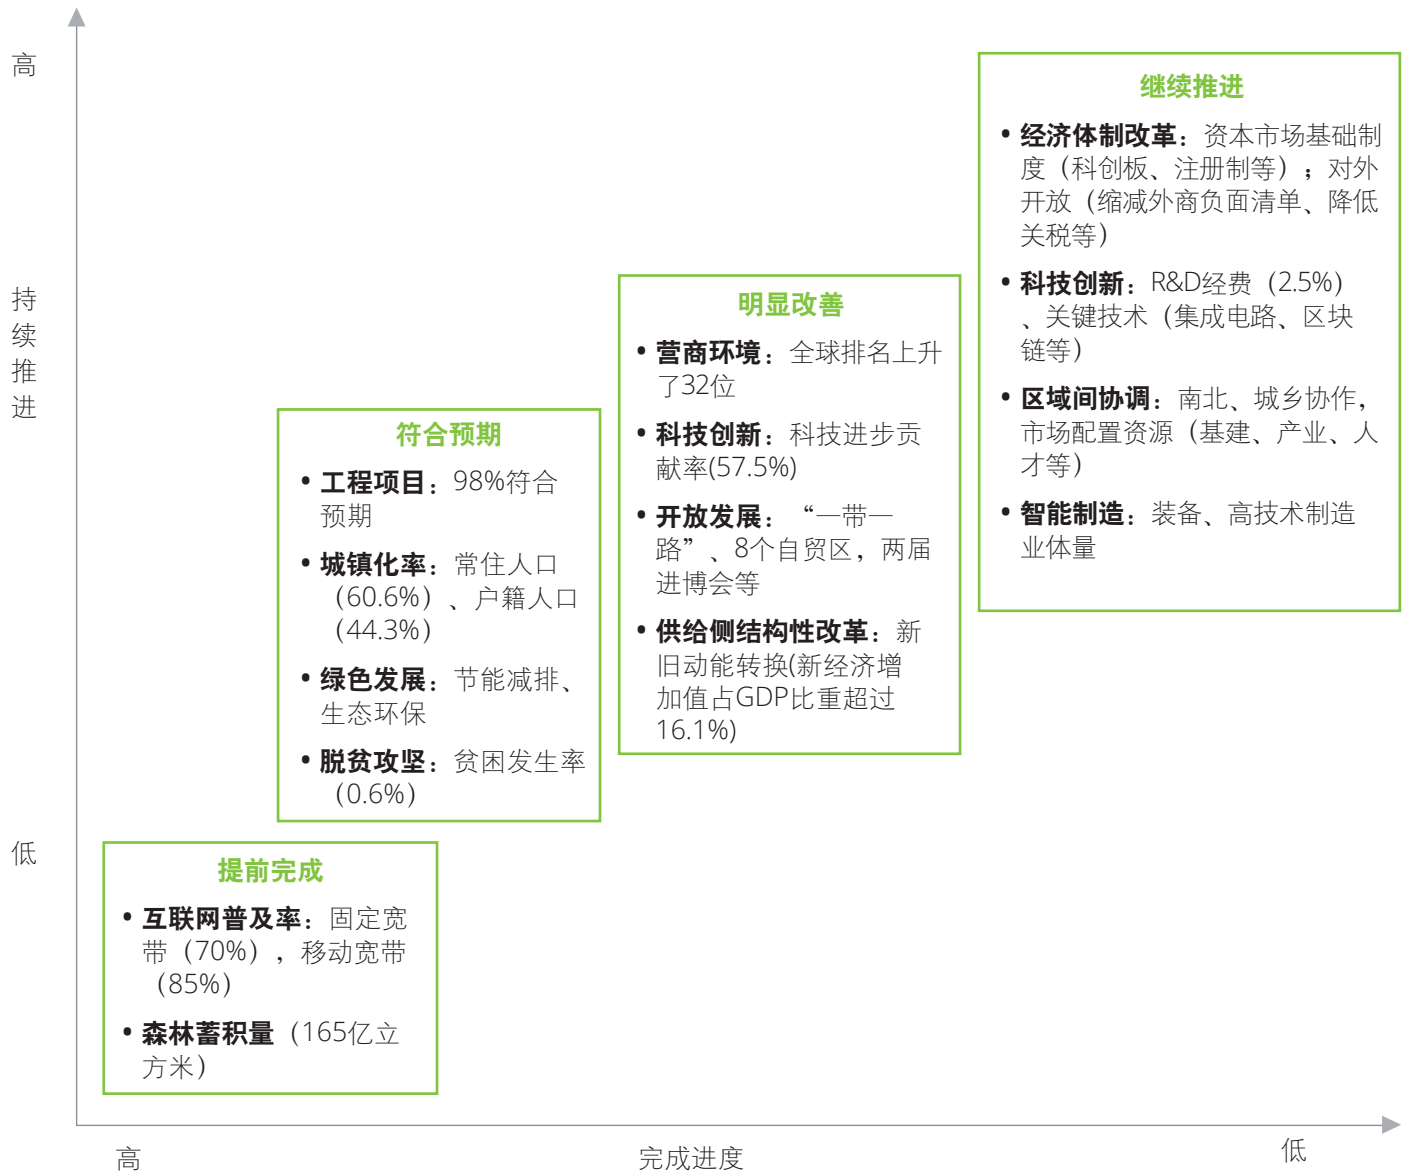 高
持
续
推
进
低
继续推进
• 经济体制改革：资本市场基础制
度（科创板、注册制等）；对外
开放（缩减外商负面清单、降低
关税等）
• 科技创新：R&D经费（2.5%）
、关键技术（集成电路、区块
链等）
• 区域间协调：南北、城乡协作，
市场配置资源（基建、产业、人
才等）
• 智能制造：装备、高技术制造
业体量
明显改善
• 营商环境：全球排名上升
了32位
• 科技创新：科技进步贡
献率(57.5%)
• 开放发展：“一带一
路”、8个自贸区，两届
进博会等
• 供给侧结构性改革：新
旧动能转换(新经济增
加值占GDP比重超过
16.1%)
符合预期
• 工程项目：98%符合
预期
• 城镇化率：常住人口
（60.6%）、户籍人口
（44.3%）
• 绿色发展：节能减排、
生态环保
• 脱贫攻坚：贫困发生率
（0.6%）
提前完成
• 互联网普及率：固定宽
带（70%），移动宽带
（85%）
• 森林蓄积量（165亿立
方米）
高
完成进度
低